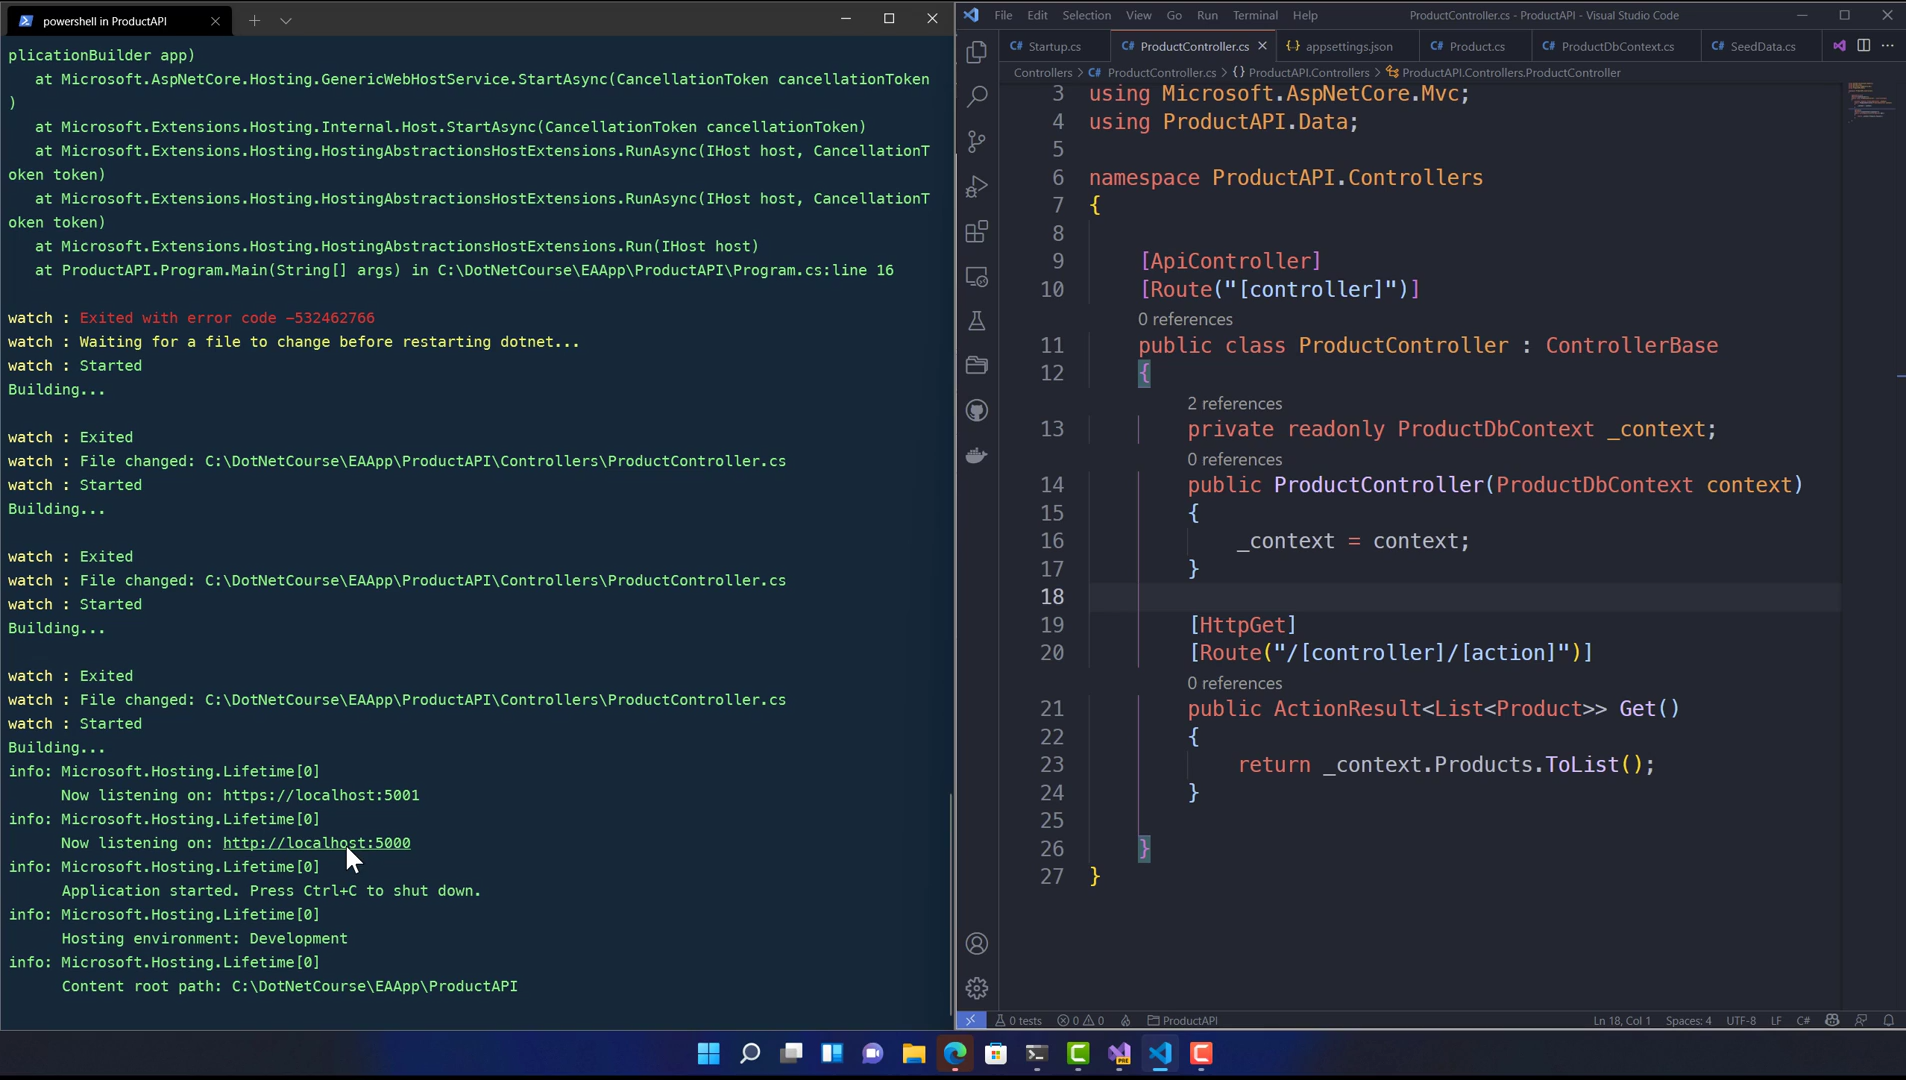 powershell in ProductAPI
plicationBuilder app)
at Microsoft.AspNetCore.Hosting.GenericWebHostService.StartAsync(CancellationToken cancellationToken
)
at Microsoft.Extensions.Hosting.Internal.Host.StartAsync(CancellationToken cancellationToken)
at Microsoft.Extensions.Hosting.HostingAbstractionsHostExtensions.RunAsync(IHost host, CancellationT
oken token)
at Microsoft.Extensions.Hosting.HostingAbstractionsHostExtensions.RunAsync(IHost host, CancellationT
oken token)
at Microsoft.Extensions.Hosting.HostingAbstractionsHostExtensions.Run(IHost host)
at ProductAPI.Program.Main(String[] args) in C:\DotNetCourse\EAApp\ProductAPI\Program.cs:line 16
watch : Exited with error code -532462766
watch : Waiting for a file to change before restarting dotnet...
watch : Started
Building...
watch : Exited
watch : File changed: C:\DotNetCourse\EAApp\ProductAPI\Controllers\ProductController.cs
watch : Started
Building...
watch : Exited
watch : File changed: C:\DotNetCourse\EAApp\ProductAPI\Controllers\ProductController.cs
watch : Started
Building...
watch : Exited
watch : File changed: C:\DotNetCourse\EAApp\ProductAPI\Controllers\ProductController.cs
watch : Started
Building...
info: Microsoft.Hosting.Lifetime[0]
Now listening on: https://localhost:5001
info: Microsoft.Hosting.Lifetime[0]
Now listening on: http://localhost:5000
info: Microsoft.Hosting.Lifetime[0]
Application started. Press Ctrl+C to shut down.
info: Microsoft.Hosting.Lifetime[0]
Hosting environment: Development
info: Microsoft.Hosting.Lifetime[0]
Content root path: C:\DotNetCourse\EAApp\ProductAPI
File Edit Selection View Go Run Terminal Help ProductController.cs - ProductAPI - Visual Studio Code
C# Startup.cs C# ProductController.cs {} appsettings.json C# Product.cs C# ProductDbContext.cs C# SeedData.cs
Controllers > C# ProductController.cs > {} ProductAPI.Controllers > ProductAPI.Controllers.ProductController
3 using Microsoft.AspNetCore.Mvc;
4 using ProductAPI.Data;
5
6 namespace ProductAPI.Controllers
7 {
8
9 [ApiController]
10 [Route("[controller]")]
0 references
11 public class ProductController : ControllerBase
12 {
2 references
13 private readonly ProductDbContext _context;
0 references
14 public ProductController(ProductDbContext context)
15 {
16 _context = context;
17 }
18
19 [HttpGet]
20 [Route("/[controller]/[action]")]
0 references
21 public ActionResult<List<Product>> Get()
22 {
23 return _context.Products.ToList();
24 }
25
26 }
27 }
0 tests 0 0 ProductAPI Ln 18, Col 1 Spaces: 4 UTF-8 LF C#